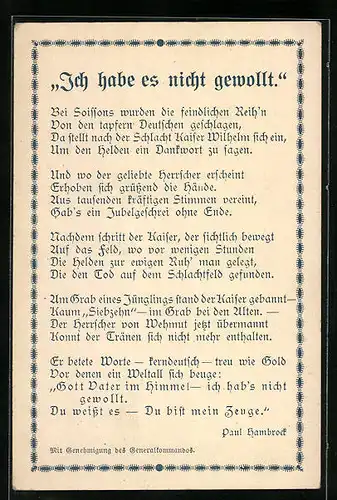 „Ich habe es nicht gewollt.“
Bei Soissons wurden die feindlichen Reih'n
Von den tapfern Deutschen geschlagen,
Da stellt nach der Schlacht Kaiser Wilhelm sich ein,
Um den Helden ein Dankwort zu sagen.
Und wo der geliebte Herrscher erscheint
Erhoben sich grüßend die Hände.
Aus tausenden kräftigen Stimmen vereint,
Gab's ein Jubelgeschrei ohne Ende.
Nachdem schritt der Kaiser, der sichtlich bewegt
Auf das Feld, wo vor wenigen Stunden
Die Helden zur ewigen Ruh' man gelegt,
Die den Tod auf dem Schlachtfeld gefunden.
Am Grab eines Jünglings stand der Kaiser gebannt—
Kaum „Siebzehn“— im Grab bei den Alten. —
Der Herrscher von Wehmut jetzt übermannt
Konnt der Tränen sich nicht mehr enthalten.
Er betete Worte — kerndeutsch — treu wie Gold
Vor denen ein Weltall sich beuge:
„Gott Vater im Himmel — ich hab's nicht
gewollt.
Du weißt es — Du bist mein Zeuge.“
Paul Hambrock
Mit Genehmigung des Generalkommandos.